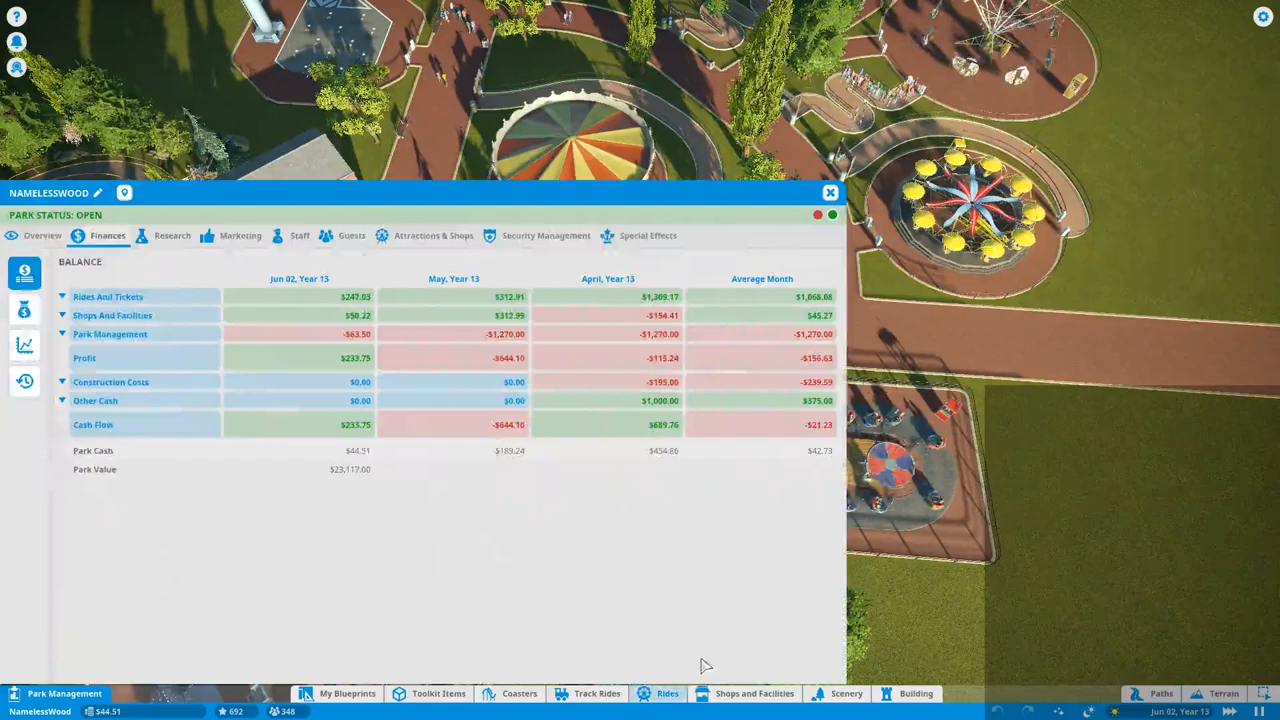 NAMELESSWOOD
PARK STATUS: OPEN
Overview Finances Research Marketing Staff Guests Attractions & Shops Security Management Special Effects
BALANCE
Jun 02, Year 13 May, Year 13 April, Year 13 Average Month
Rides And Tickets $247.03 $312.91 $1,309.17 $1,068.08
Shops And Facilities $50.22 $312.99 -$154.41 $45.27
Park Management -$63.50 -$1,270.00 -$1,270.00 -$1,270.00
Profit $233.75 -$644.10 -$115.24 -$156.63
Construction Costs $0.00 $0.00 -$195.00 -$239.59
Other Cash $0.00 $0.00 $1,000.00 $375.00
Cash Flow $233.75 -$644.10 $689.76 -$21.23
Park Cash $44.51 -$189.24 $454.86 $42.73
Park Value $23,117.00
Park Management My Blueprints Toolkit Items Coasters Track Rides Rides Shops and Facilities Scenery Building Paths Terrain
NamelessWood $44.51 692 348 Jun 02, Year 13